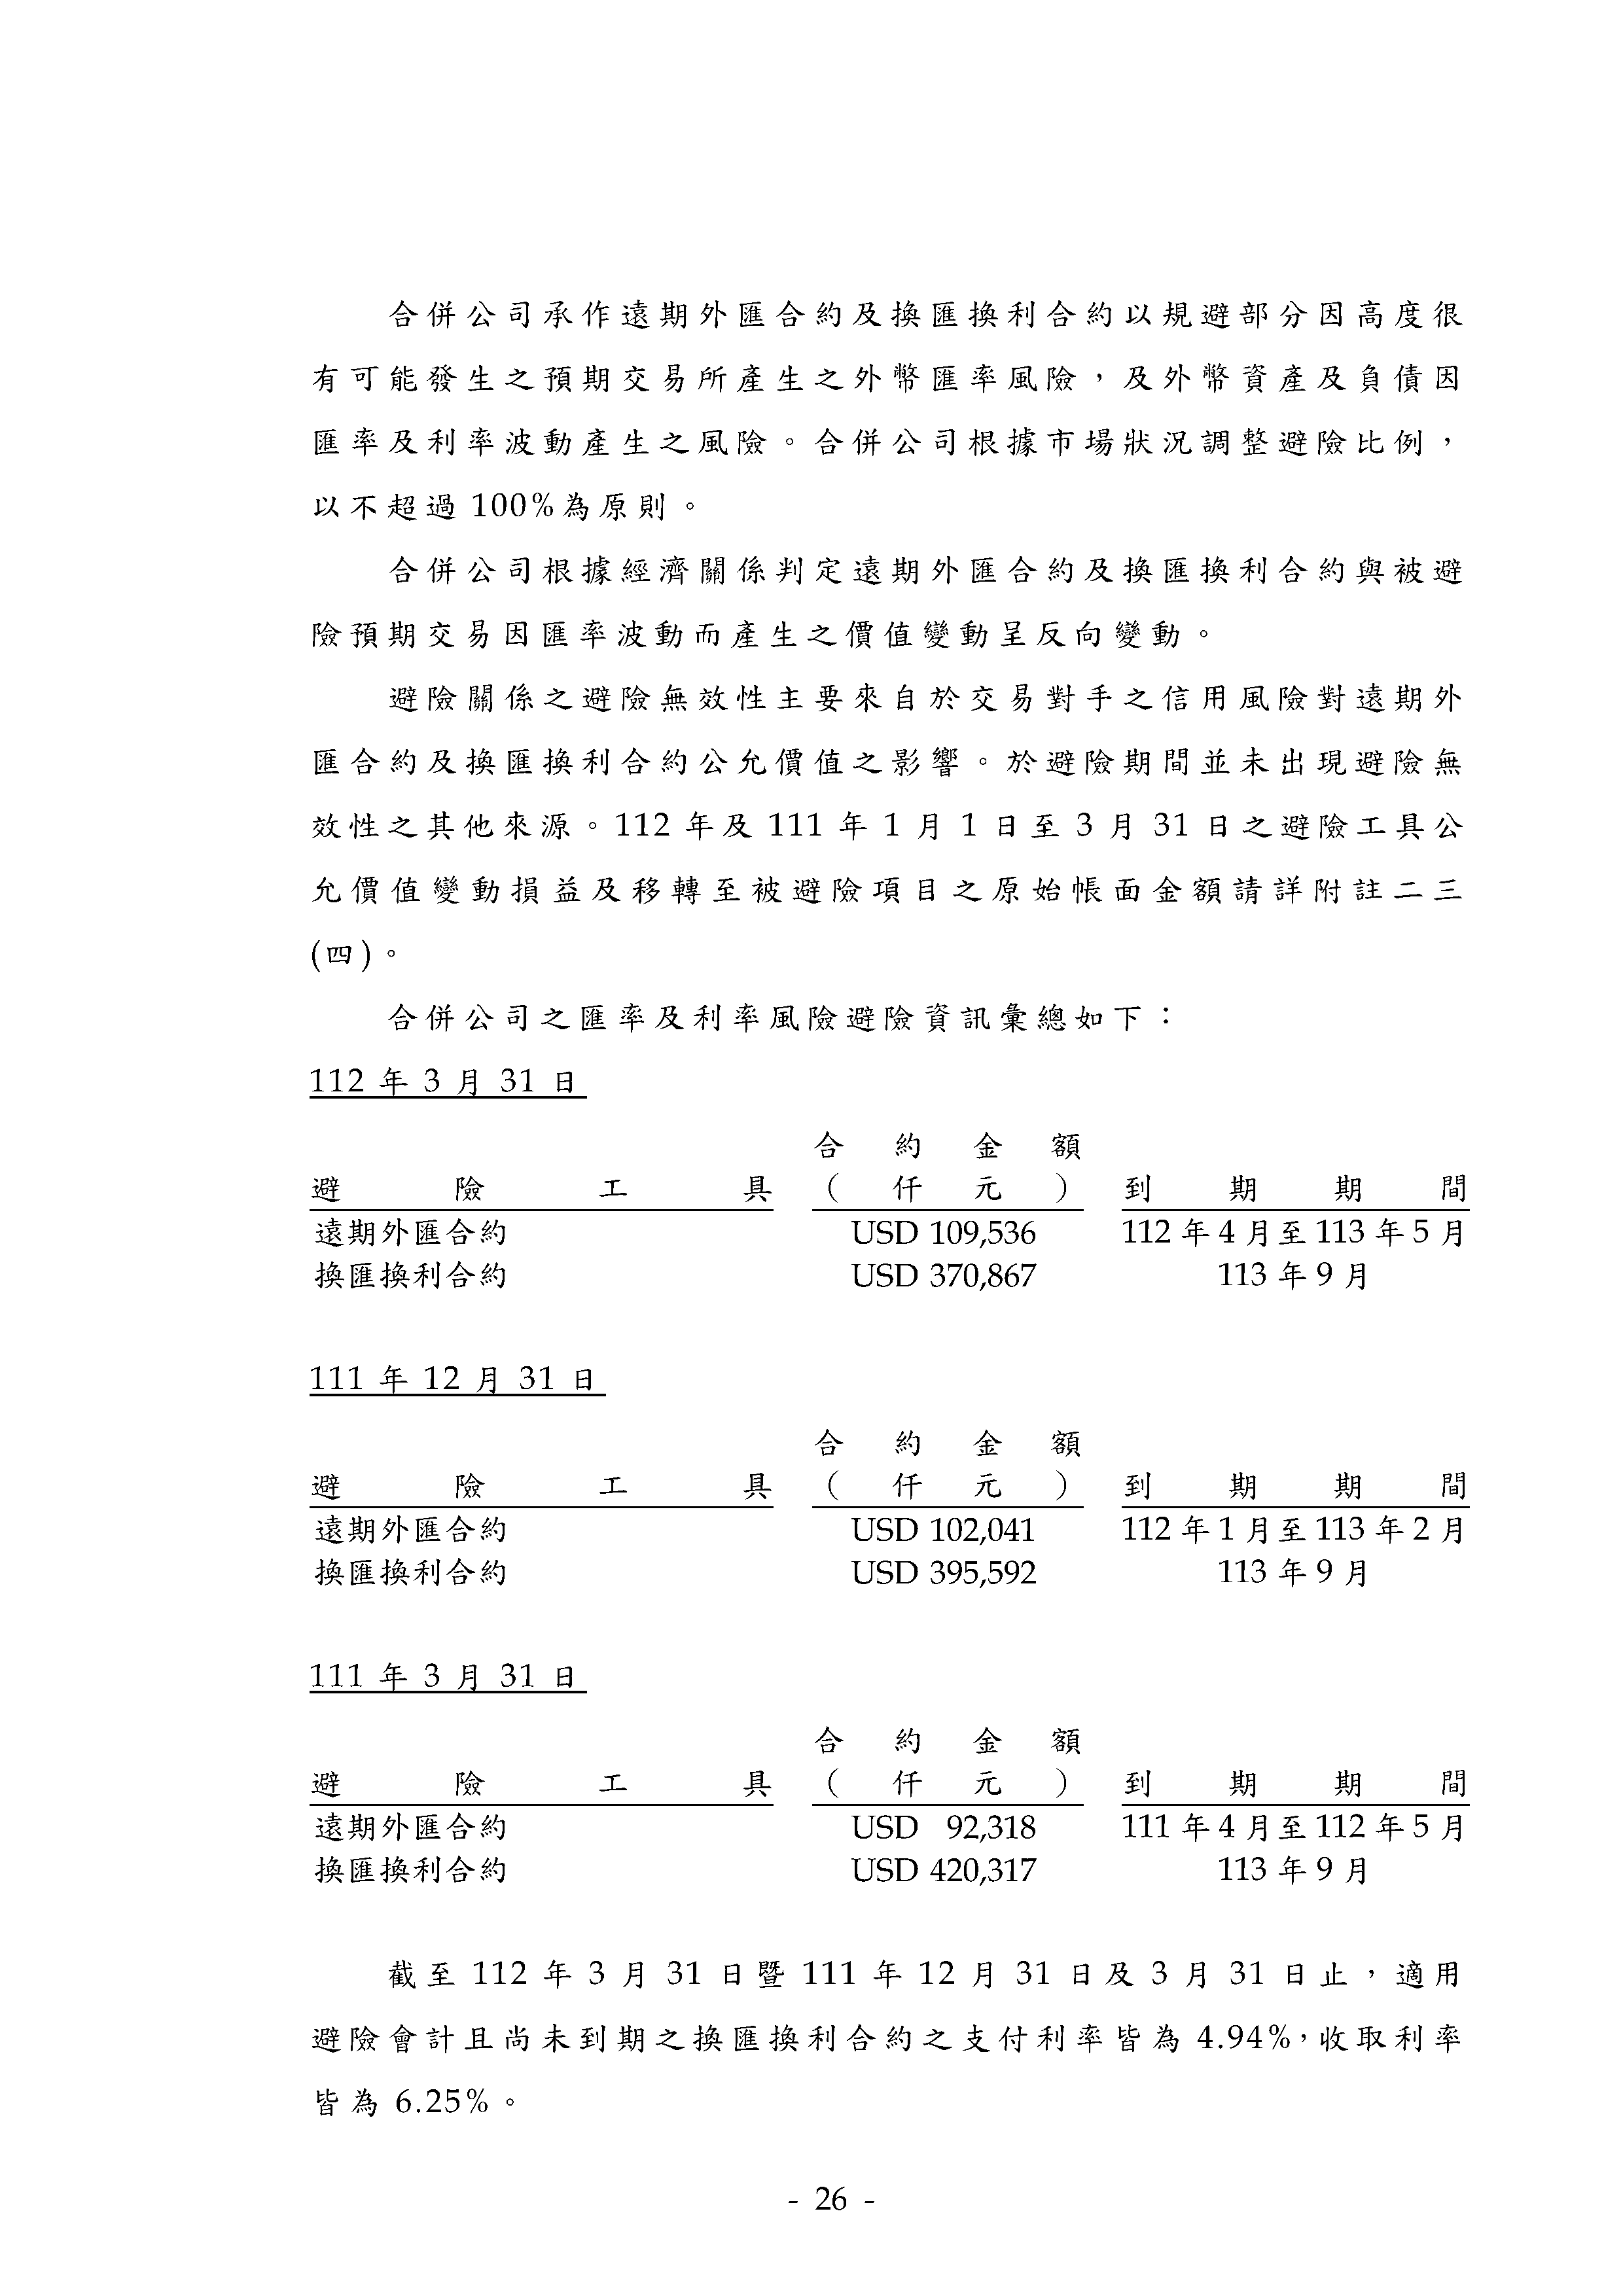 合併公司承作遠期外匯合約及換匯換利合約以規避部分因高度很
有可能發生之預期交易所產生之外幣匯率風險，及外幣資產及負債因
匯率及利率波動產生之風險。合併公司根據市場狀況調整避險比例，
以不超過 100%為原則。
合併公司根據經濟關係判定遠期外匯合約及換匯換利合約與被避
險預期交易因匯率波動而產生之價值變動呈反向變動。
避險關係之避險無效性主要來自於交易對手之信用風險對遠期外
匯合約及換匯換利合約公允價值之影響。於避險期間並未出現避險無
效性之其他來源。112 年及 111 年 1 月 1 日至 3 月 31 日之避險工具公
允價值變動損益及移轉至被避險項目之原始帳面金額請詳附註二三
(四)。
合併公司之匯率及利率風險避險資訊彙總如下：
112 年 3 月 31 日
合約金額
避險工具 (仟元) 到期期間
遠期外匯合約 USD 109,536 112 年 4 月至 113 年 5 月
換匯換利合約 USD 370,867 113 年 9 月
111 年 12 月 31 日
合約金額
避險工具 (仟元) 到期期間
遠期外匯合約 USD 102,041 112 年 1 月至 113 年 2 月
換匯換利合約 USD 395,592 113 年 9 月
111 年 3 月 31 日
合約金額
避險工具 (仟元) 到期期間
遠期外匯合約 USD 92,318 111 年 4 月至 112 年 5 月
換匯換利合約 USD 420,317 113 年 9 月
截至 112 年 3 月 31 日暨 111 年 12 月 31 日及 3 月 31 日止，適用
避險會計且尚未到期之換匯換利合約之支付利率皆為 4.94%，收取利率
皆為 6.25%。
- 26 -